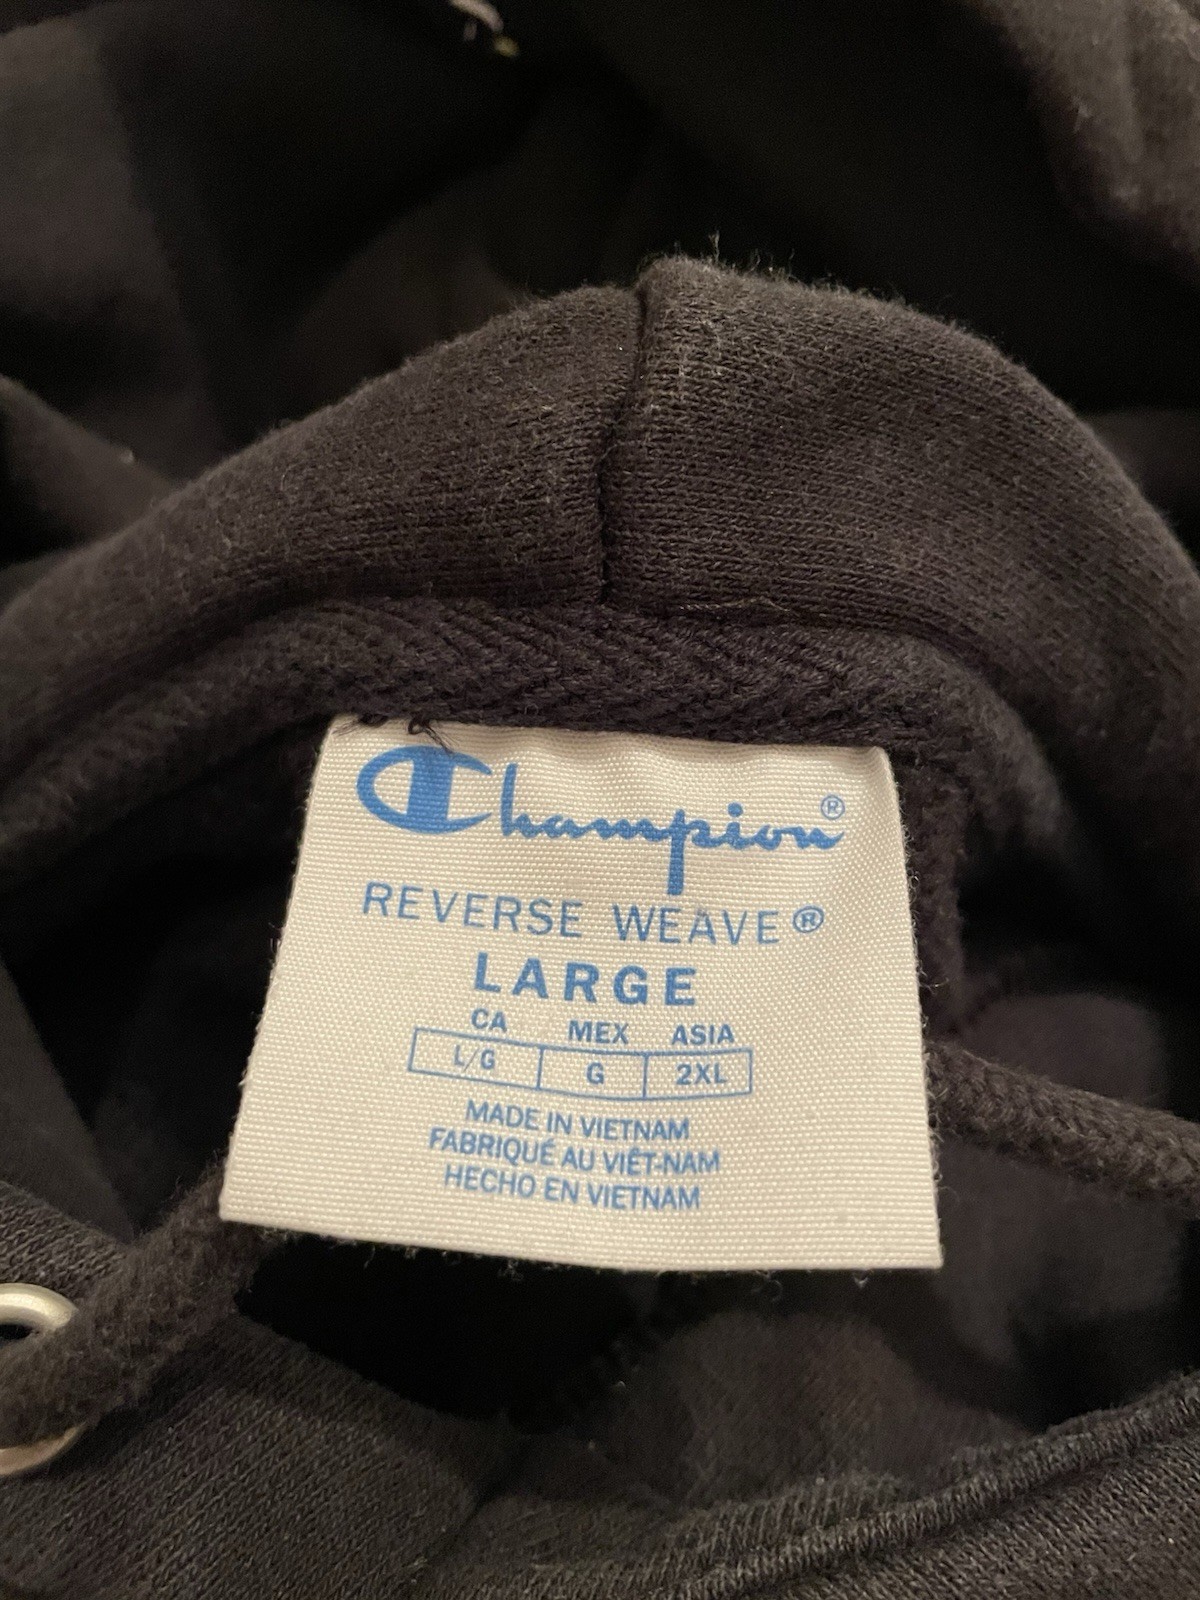 Champion®
REVERSE WEAVE®
LARGE
CA MEX ASIA
L/G G 2XL
MADE IN VIETNAM
FABRIQUÉ AU VIÊT-NAM
HECHO EN VIETNAM